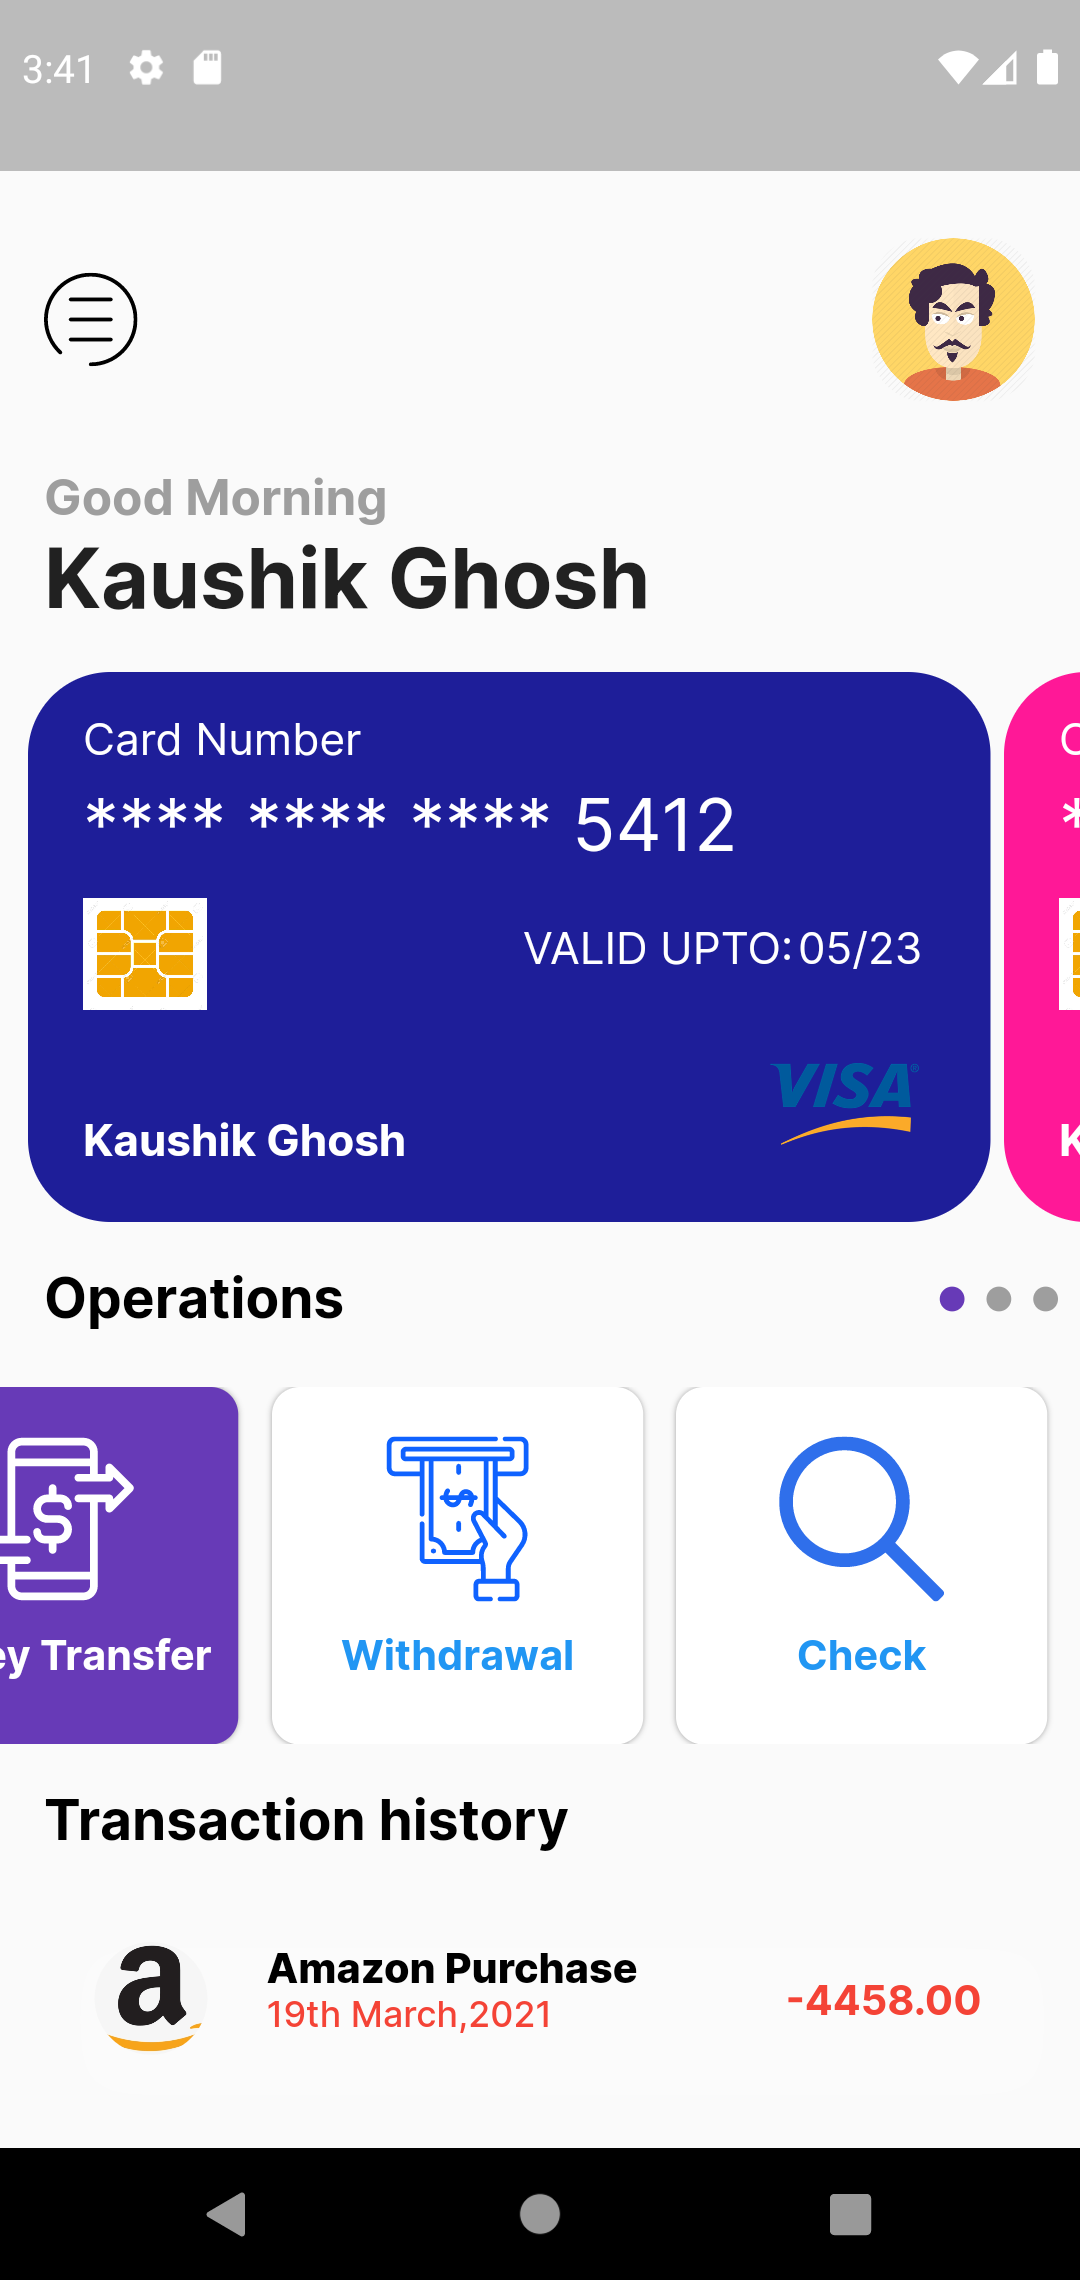 3:41
Good Morning
Kaushik Ghosh
Card Number
**** **** **** 5412
VALID UPTO: 05/23
VISA
Kaushik Ghosh
Operations
ey Transfer
Withdrawal
Check
Transaction history
a
Amazon Purchase
19th March,2021
-4458.00